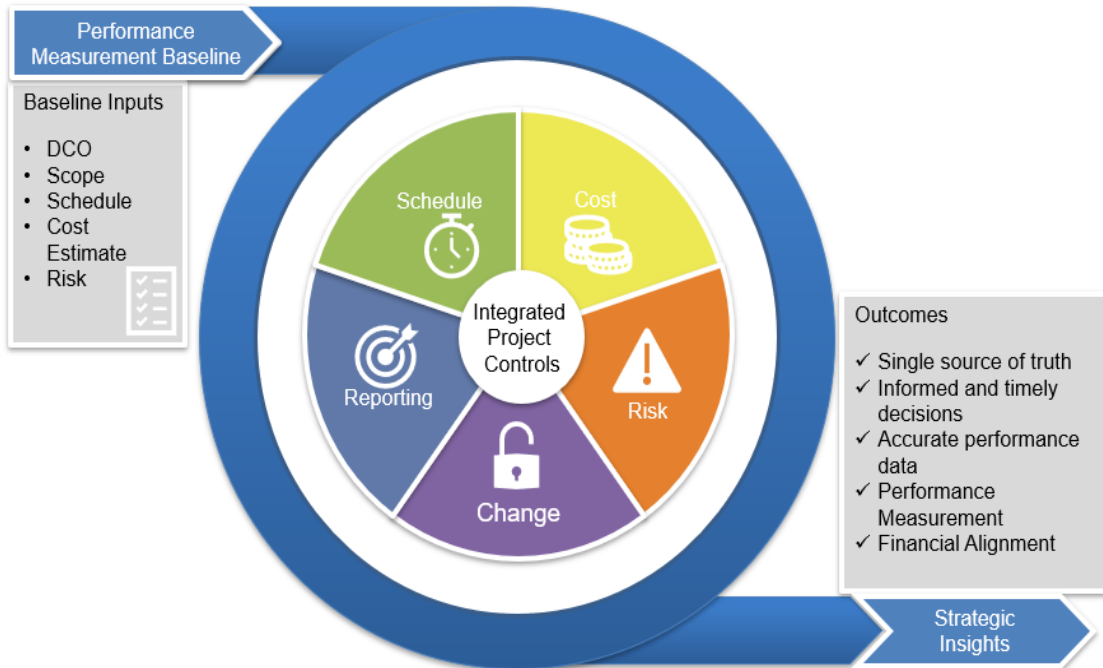 Performance
Measurement Baseline
Baseline Inputs
• DCO
• Scope
• Schedule
• Cost
Estimate
• Risk
Schedule
Cost
Integrated
Project
Controls
Reporting
Risk
Change
Outcomes
✓ Single source of truth
✓ Informed and timely
decisions
✓ Accurate performance
data
✓ Performance
Measurement
✓ Financial Alignment
Strategic
Insights